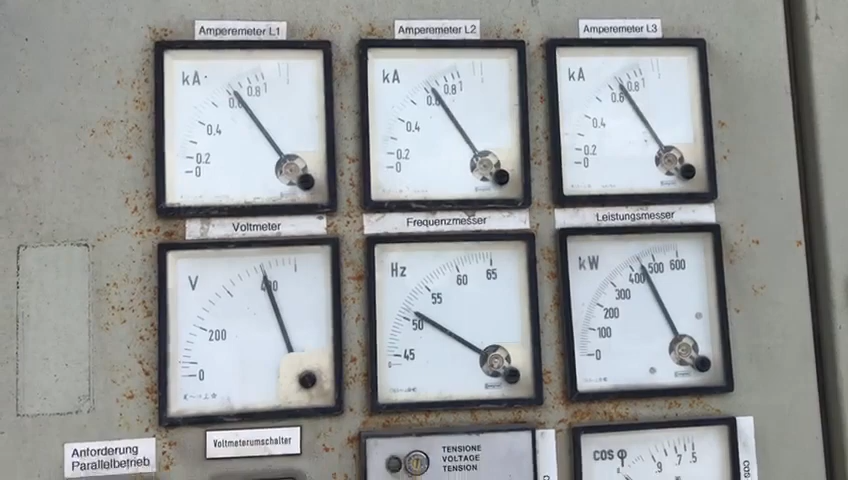 Amperemeter L1
Amperemeter L2
Amperemeter L3
kA
0.8 1
0.6
0.4
0.2
0
kA
0.8 1
0.6
0.4
0.2
0
kA
0.8 1
0.6
0.4
0.2
0
Voltmeter
Frequenzmesser
Leistungsmesser
V
400
200
0
Hz
65
60
55
50
45
kW
600
500
400
300
200
100
0
Anforderung
Parallelbetrieb
Voltmeterumschalter
TENSIONE
VOLTAGE
TENSION
cos φ
.9 .7 .5